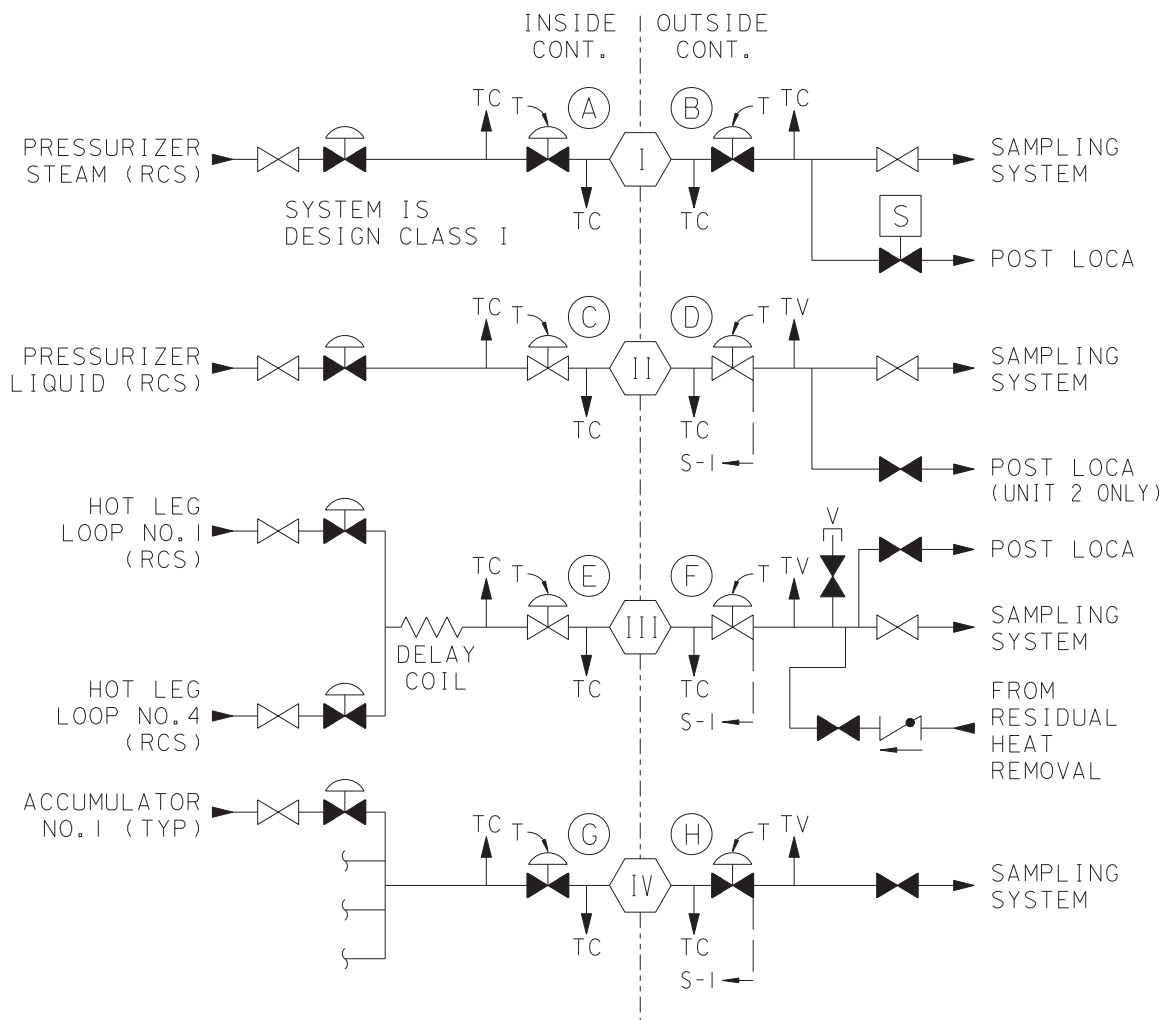 INSIDE
CONT.
OUTSIDE
CONT.
PRESSURIZER
STEAM (RCS)
TC
T
A
I
B
T
TC
SAMPLING
SYSTEM
SYSTEM IS
DESIGN CLASS I
TC
TC
S
POST LOCA
PRESSURIZER
LIQUID (RCS)
TC
T
C
II
D
T
TV
SAMPLING
SYSTEM
TC
TC
S-I
POST LOCA
(UNIT 2 ONLY)
HOT LEG
LOOP NO.1
(RCS)
V
POST LOCA
TC
T
E
III
F
T
TV
SAMPLING
SYSTEM
DELAY
COIL
TC
TC
S-I
HOT LEG
LOOP NO.4
(RCS)
FROM
RESIDUAL
HEAT
REMOVAL
ACCUMULATOR
NO.1 (TYP)
TC
T
G
IV
H
T
TV
SAMPLING
SYSTEM
TC
TC
S-I